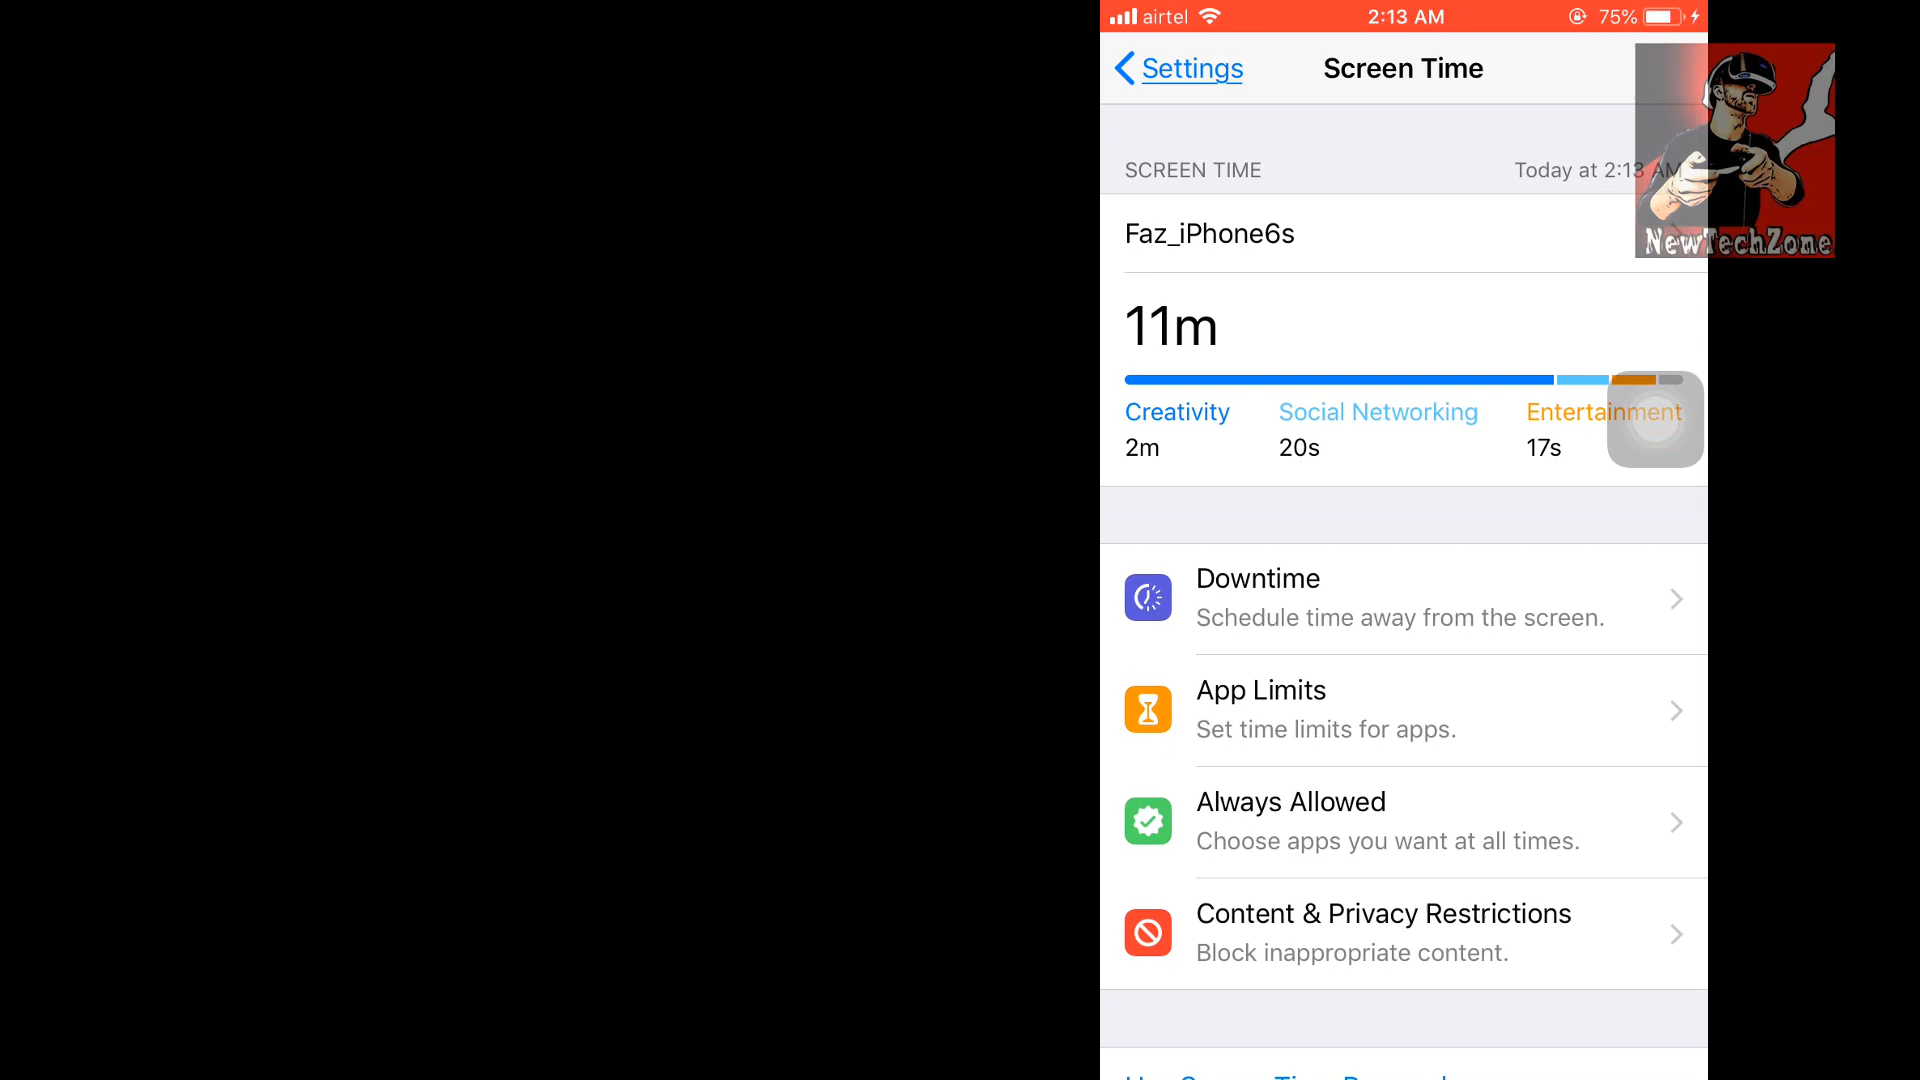 airtel 2:13 AM 75%
Settings Screen Time
SCREEN TIME Today at 2:13 AM
Faz_iPhone6s
NewTechZone
11m
Creativity Social Networking Entertainment
2m 20s 17s
Downtime
Schedule time away from the screen.
App Limits
Set time limits for apps.
Always Allowed
Choose apps you want at all times.
Content & Privacy Restrictions
Block inappropriate content.